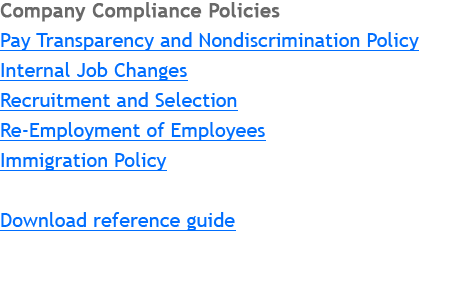 Company Compliance Policies
Pay Transparency and Nondiscrimination Policy
Internal Job Changes
Recruitment and Selection
Re-Employment of Employees
Immigration Policy
Download reference guide